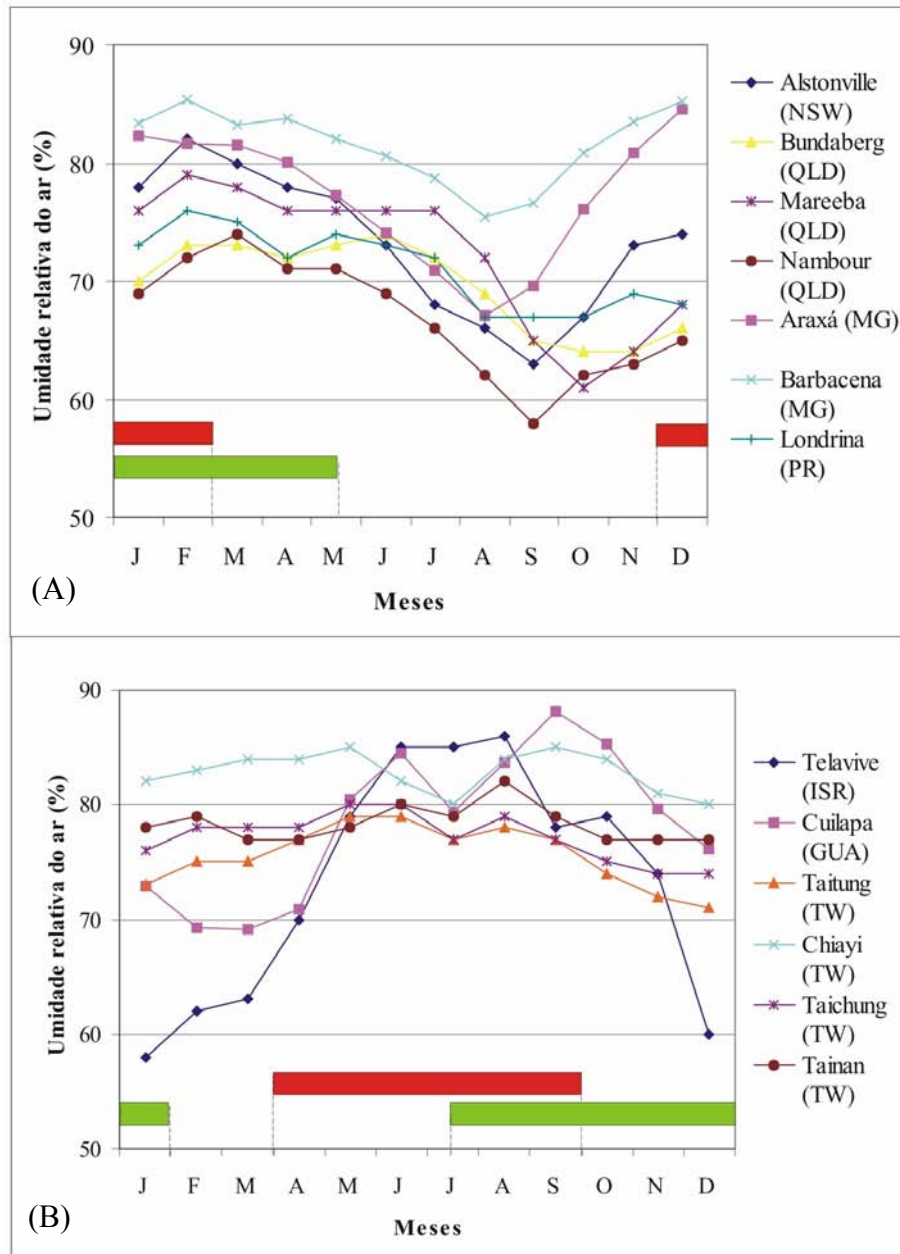 90
80
70
60
50
Umidade relativa do ar (%)
J F M A M J J A S O N D
Meses
(A)
Alstonville
(NSW)
Bundaberg
(QLD)
Mareeba
(QLD)
Nambour
(QLD)
Araxá (MG)
Barbacena
(MG)
Londrina
(PR)
90
80
70
60
50
Umidade relativa do ar (%)
J F M A M J J A S O N D
Meses
(B)
Telavive
(ISR)
Cuilapa
(GUA)
Taitung
(TW)
Chiayi
(TW)
Taichung
(TW)
Tainan
(TW)